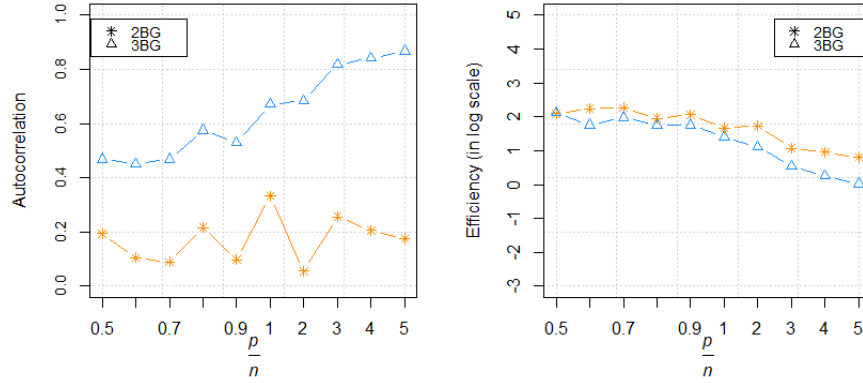 2BG
3BG
Autocorrelation
0.0 0.2 0.4 0.6 0.8 1.0
0.5 0.7 0.9 1 2 3 4 5
p
n
2BG
3BG
Efficiency (in log scale)
-3 -2 -1 0 1 2 3 4 5
0.5 0.7 0.9 1 2 3 4 5
p
n